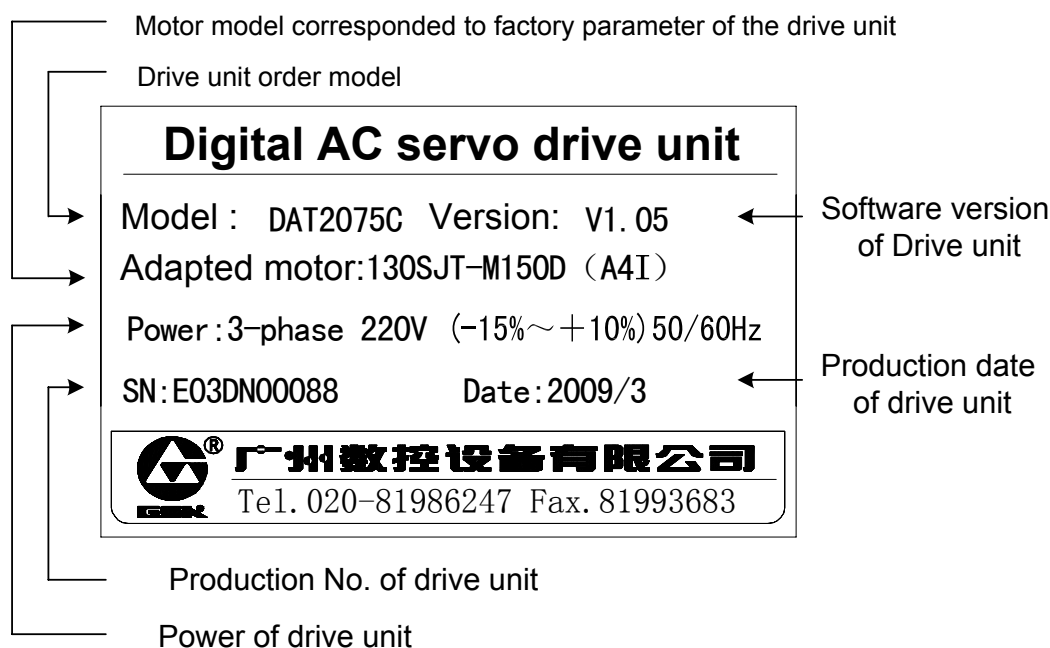 Motor model corresponded to factory parameter of the drive unit
Drive unit order model
Digital AC servo drive unit
Model : DAT2075C Version: V1.05
Software version
of Drive unit
Adapted motor:130SJT-M150D（A4I）
Power:3-phase 220V (-15%～＋10%)50/60Hz
SN:E03DN00088 Date:2009/3
Production date
of drive unit
GSK ® 广州数控设备有限公司
Tel.020-81986247 Fax.81993683
Production No. of drive unit
Power of drive unit